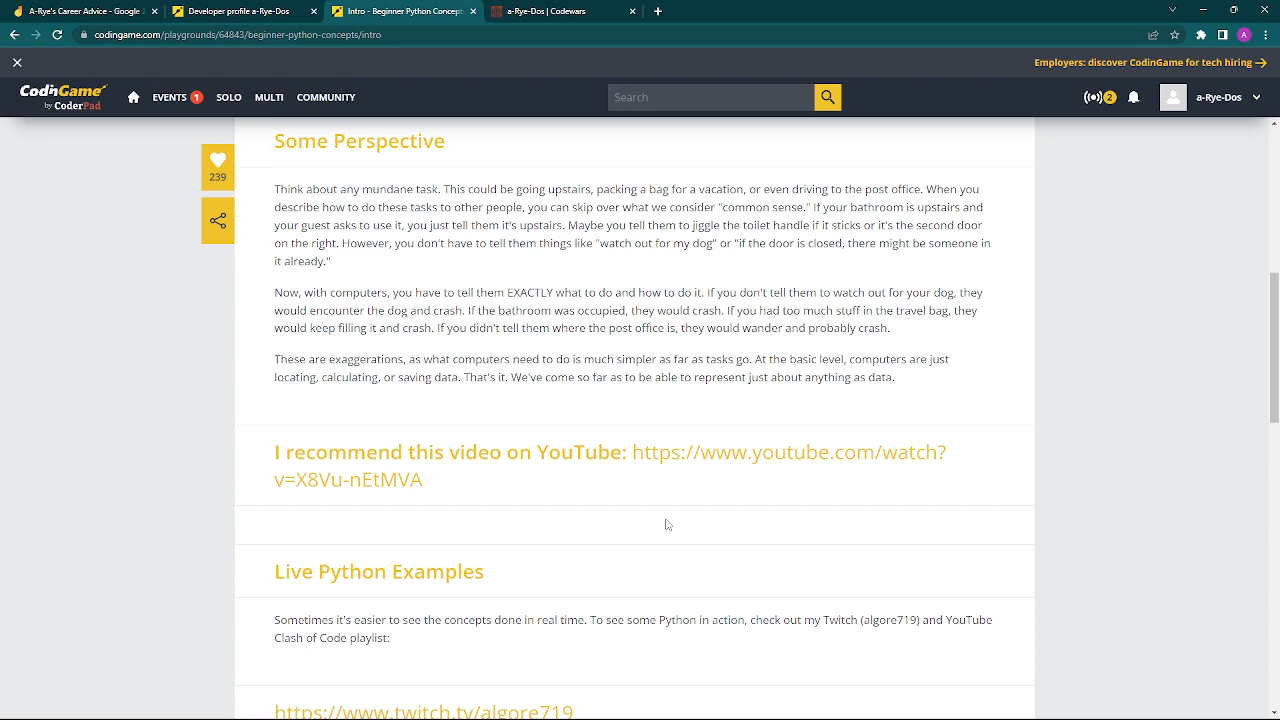 A-Rye's Career Advice - Google
Developer profile a-Rye-Dos
Intro - Beginner Python Concept
a-Rye-Dos | Codewars
codingame.com/playgrounds/64843/beginner-python-concepts/intro
A
Employers: discover CodinGame for tech hiring
CodinGame
by CoderPad
EVENTS 1
SOLO
MULTI
COMMUNITY
Search
2
a-Rye-Dos
239
Some Perspective
Think about any mundane task. This could be going upstairs, packing a bag for a vacation, or even driving to the post office. When you
describe how to do these tasks to other people, you can skip over what we consider "common sense." If your bathroom is upstairs and
your guest asks to use it, you just tell them it's upstairs. Maybe you tell them to jiggle the toilet handle if it sticks or it's the second door
on the right. However, you don't have to tell them things like "watch out for my dog" or "if the door is closed, there might be someone in
it already."
Now, with computers, you have to tell them EXACTLY what to do and how to do it. If you don't tell them to watch out for your dog, they
would encounter the dog and crash. If the bathroom was occupied, they would crash. If you had too much stuff in the travel bag, they
would keep filling it and crash. If you didn't tell them where the post office is, they would wander and probably crash.
These are exaggerations, as what computers need to do is much simpler as far as tasks go. At the basic level, computers are just
locating, calculating, or saving data. That's it. We've come so far as to be able to represent just about anything as data.
I recommend this video on YouTube: https://www.youtube.com/watch?
v=X8Vu-nEtMVA
Live Python Examples
Sometimes it's easier to see the concepts done in real time. To see some Python in action, check out my Twitch (algore719) and YouTube
Clash of Code playlist:
https://www.twitch.tv/algore719